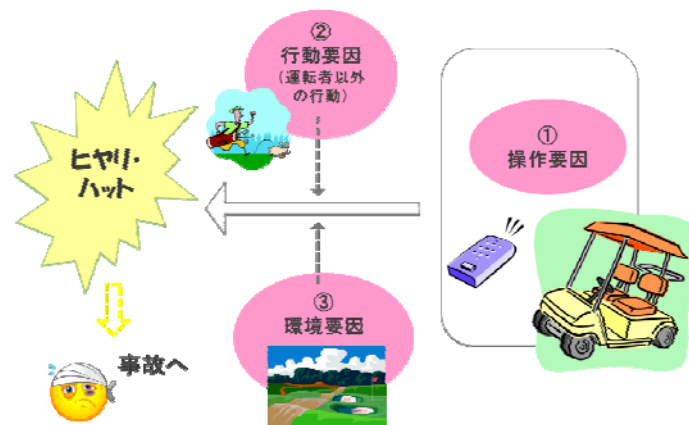 ②
行動要因
(運転者以外
の行動)
①
操作要因
ヒヤリ・
ハット
③
環境要因
事故へ